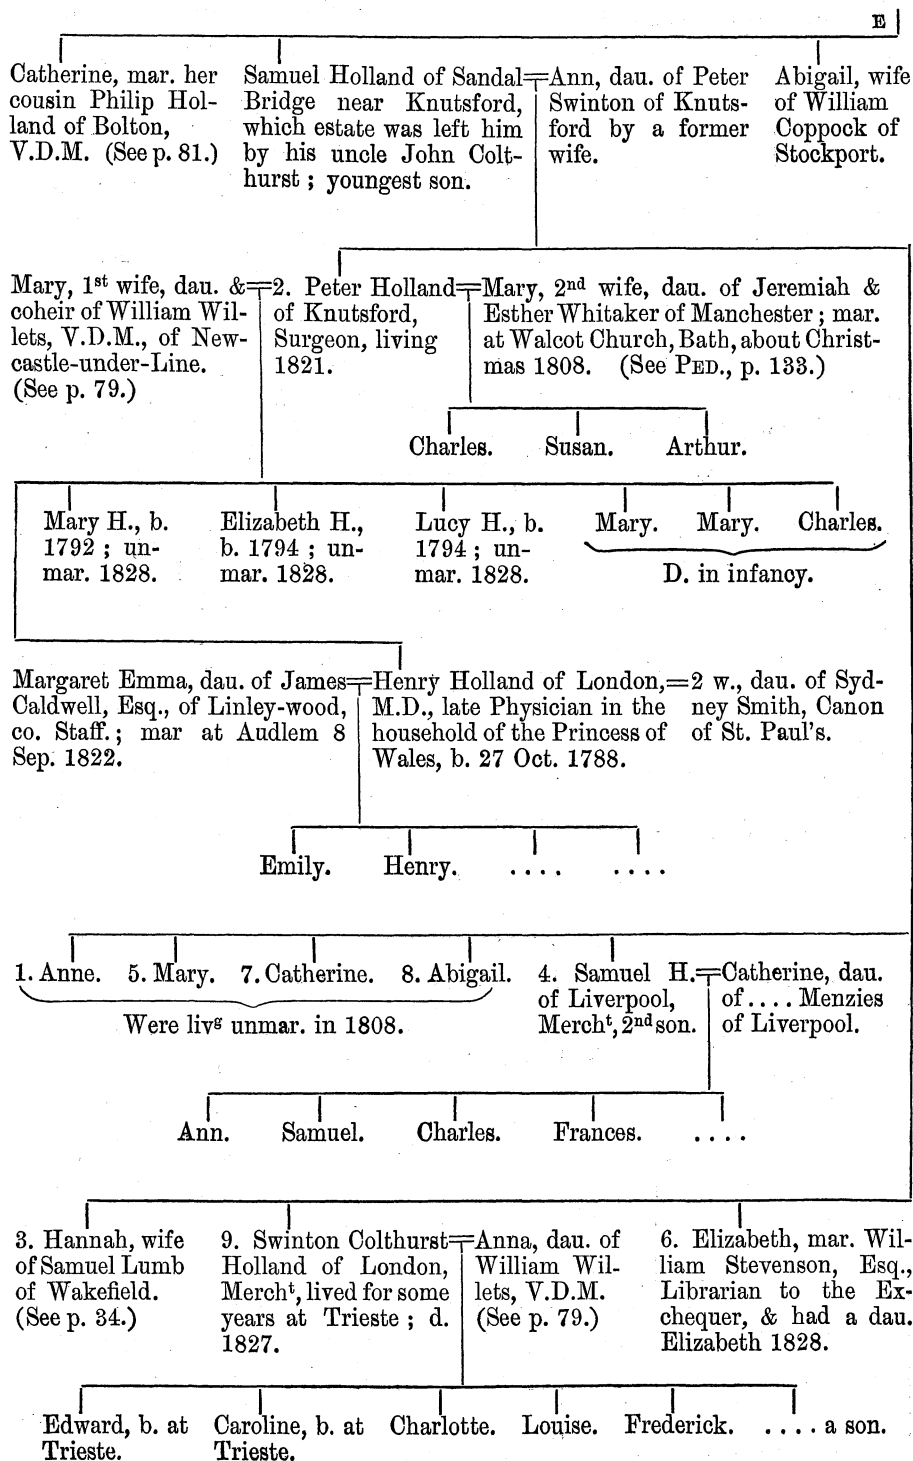 E
Catherine, mar. her
cousin Philip Hol-
land of Bolton,
V.D.M. (See p. 81.)
Samuel Holland of Sandal
Bridge near Knutsford,
which estate was left him
by his uncle John Colt-
hurst ; youngest son.
Ann, dau. of Peter
Swinton of Knuts-
ford by a former
wife.
Abigail, wife
of William
Coppock of
Stockport.
Mary, 1st wife, dau. &
coheir of William Wil-
lets, V.D.M., of New-
castle-under-Line.
(See p. 79.)
2. Peter Holland
of Knutsford,
Surgeon, living
1821.
Mary, 2nd wife, dau. of Jeremiah &
Esther Whitaker of Manchester ; mar.
at Walcot Church, Bath, about Christ-
mas 1808. (See PED., p. 133.)
Charles. Susan. Arthur.
Mary H., b.
1792 ; un-
mar. 1828.
Elizabeth H.,
b. 1794 ; un-
mar. 1828.
Lucy H., b.
1794 ; un-
mar. 1828.
Mary. Mary. Charles.
D. in infancy.
Margaret Emma, dau. of James
Caldwell, Esq., of Linley-wood,
co. Staff. ; mar at Audlem 8
Sep. 1822.
Henry Holland of London,
M.D., late Physician in the
household of the Princess of
Wales, b. 27 Oct. 1788.
=2 w., dau. of Syd-
ney Smith, Canon
of St. Paul's.
Emily. Henry. . . . . . . . .
1. Anne. 5. Mary. 7. Catherine. 8. Abigail.
Were livg unmar. in 1808.
4. Samuel H.
of Liverpool,
Mercht, 2nd son.
Catherine, dau.
of . . . . Menzies
of Liverpool.
Ann. Samuel. Charles. Frances. . . . .
3. Hannah, wife
of Samuel Lumb
of Wakefield.
(See p. 34.)
9. Swinton Colthurst
Holland of London,
Mercht, lived for some
years at Trieste ; d.
1827.
Anna, dau. of
William Wil-
lets, V.D.M.
(See p. 79.)
6. Elizabeth, mar. Wil-
liam Stevenson, Esq.,
Librarian to the Ex-
chequer, & had a dau.
Elizabeth 1828.
Edward, b. at
Trieste.
Caroline, b. at
Trieste.
Charlotte. Louise. Frederick. . . . . a son.